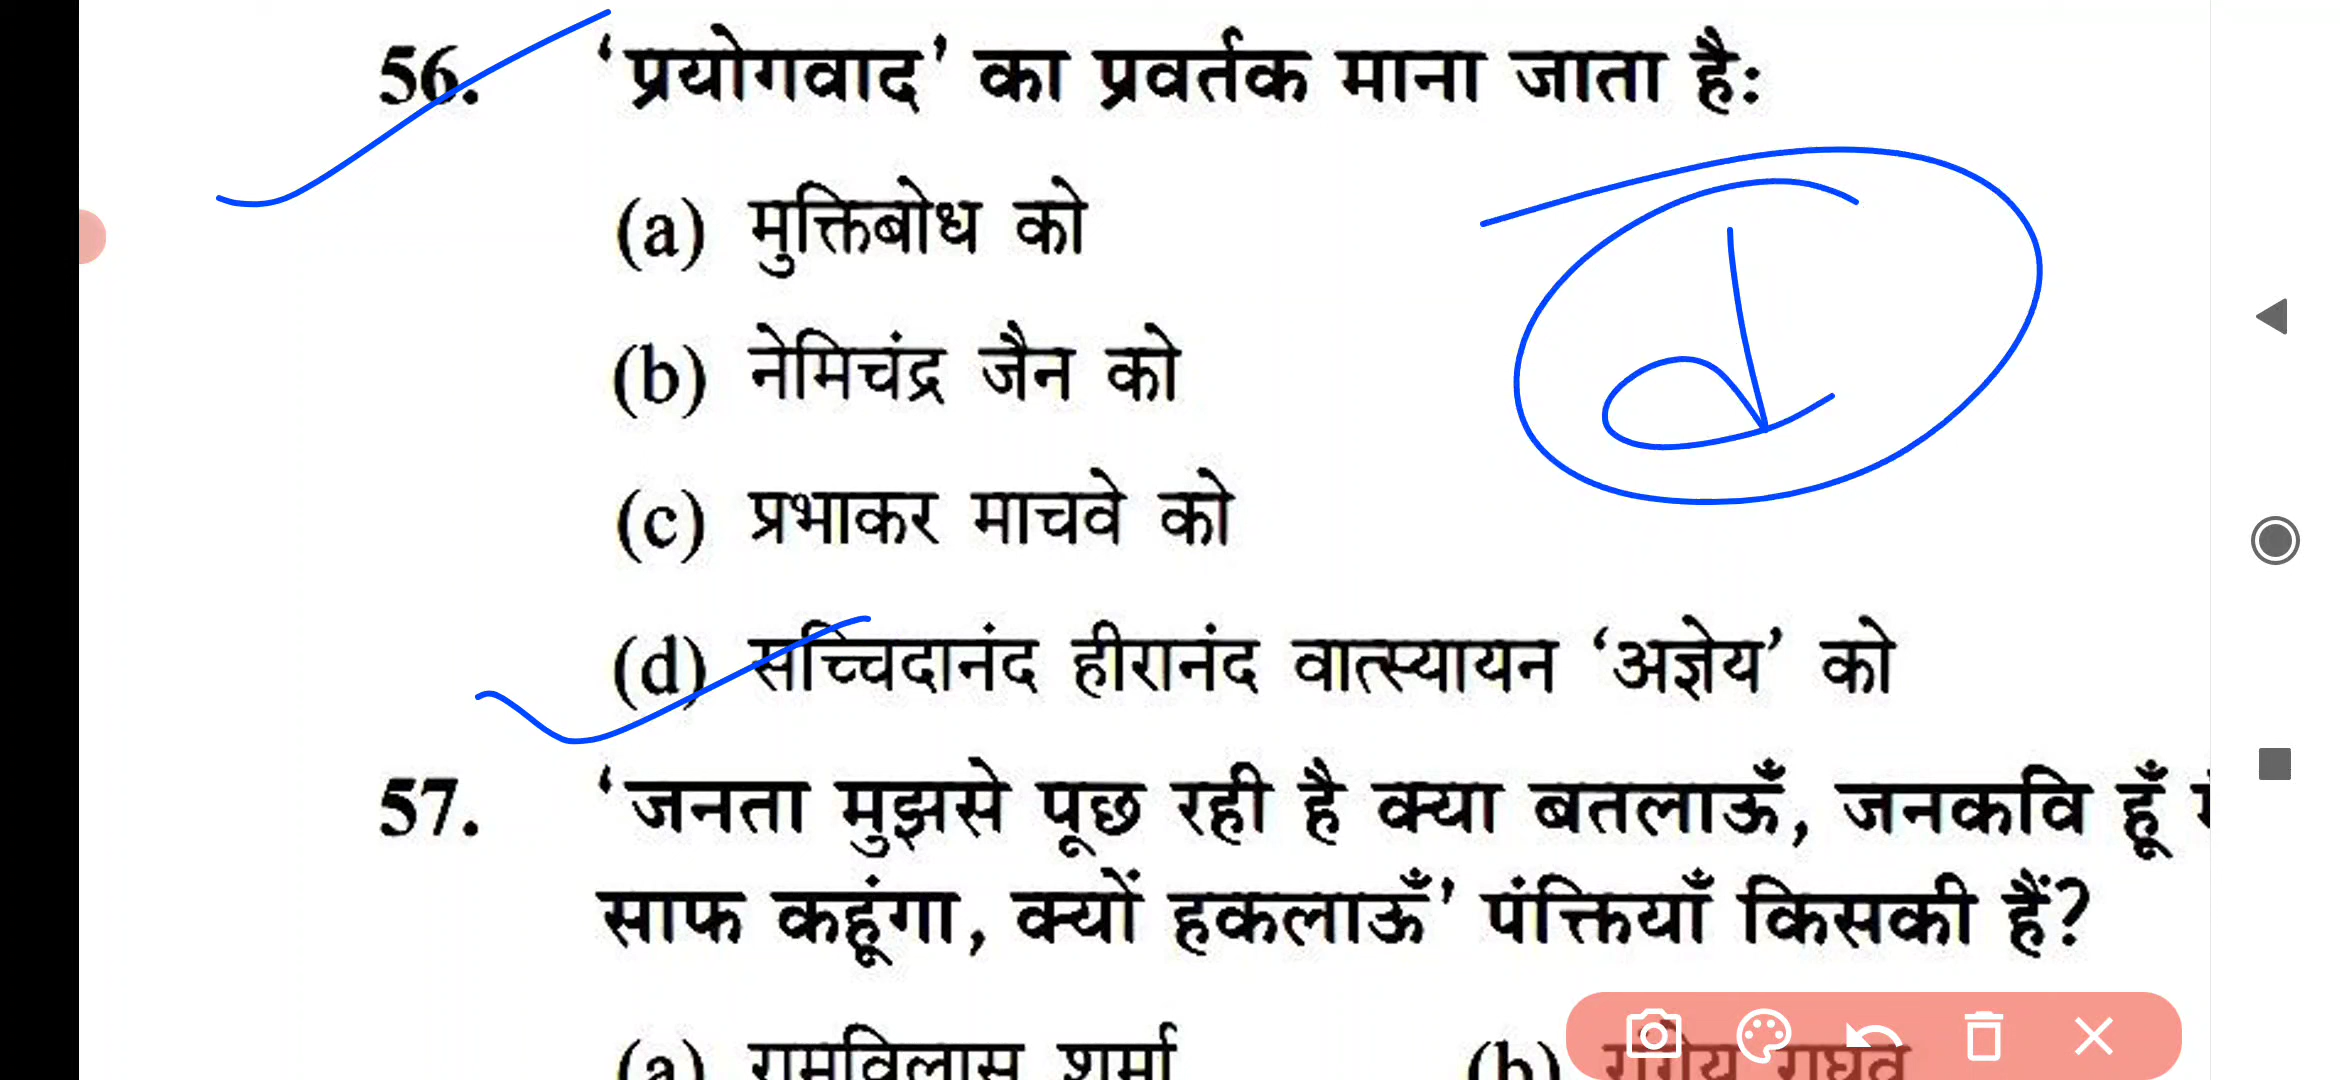 56. ‘प्रयोगवाद’ का प्रवर्तक माना जाता है:
(a) मुक्तिबोध को
d
(b) नेमिचंद्र जैन को
(c) प्रभाकर माचवे को
(d) सच्चिदानंद हीरानंद वात्स्यायन ‘अज्ञेय’ को
57. ‘जनता मुझसे पूछ रही है क्या बतलाऊँ, जनकवि हूँ
साफ कहूंगा, क्यों हकलाऊँ’ पंक्तियाँ किसकी हैं?
(a) रामविलास शर्मा (b) रांगेय राघव